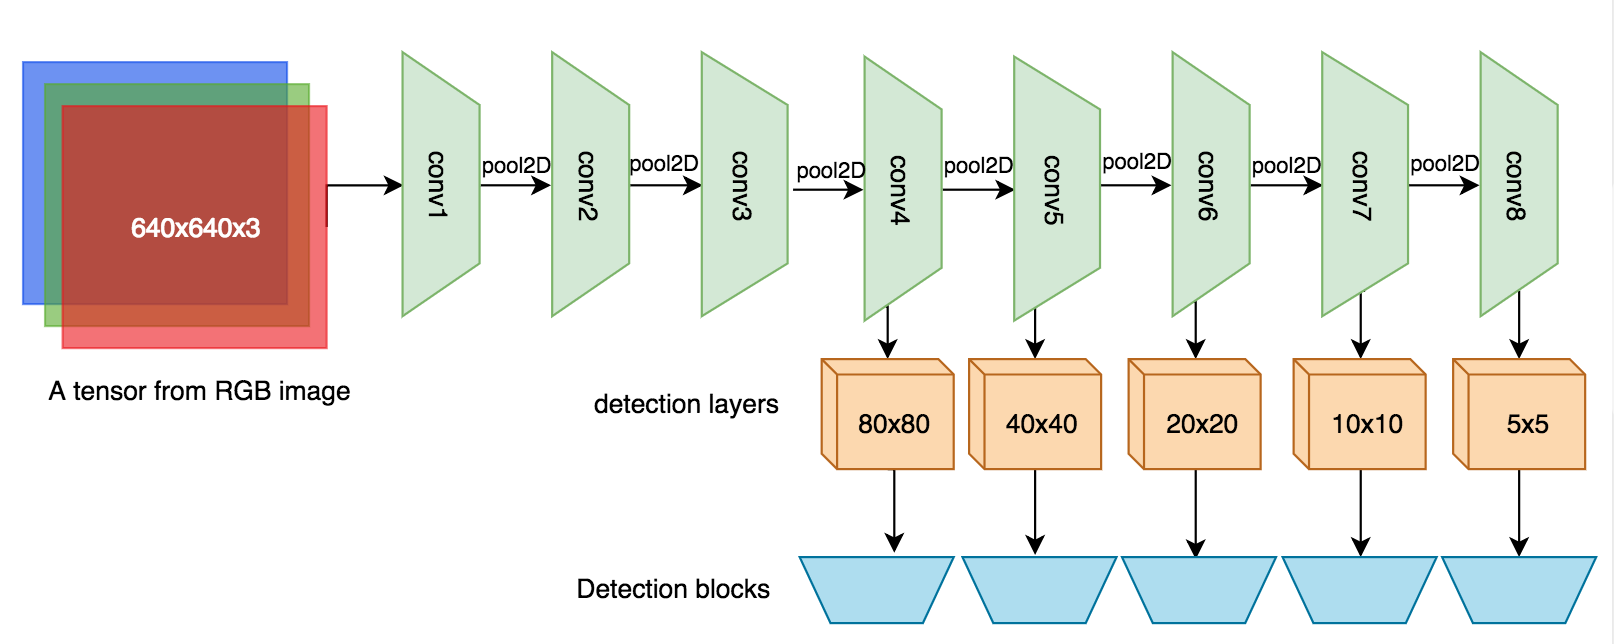 640x640x3
A tensor from RGB image
conv1
pool2D
conv2
pool2D
conv3
pool2D
conv4
pool2D
conv5
pool2D
conv6
pool2D
conv7
pool2D
conv8
detection layers
80x80
40x40
20x20
10x10
5x5
Detection blocks